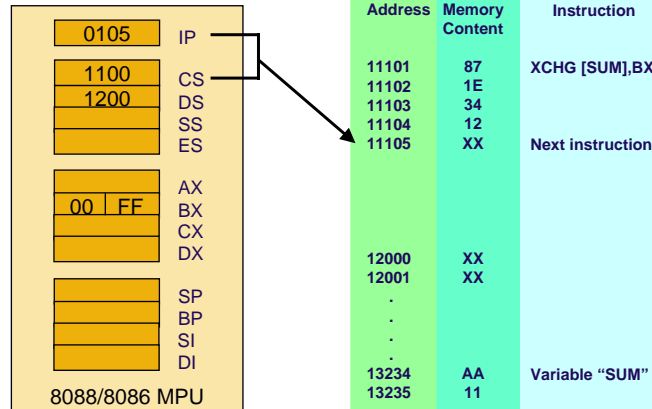 0105 IP
1100 CS
1200 DS
SS
ES
AX
00 FF BX
CX
DX
SP
BP
SI
DI
8088/8086 MPU
Address Memory Content Instruction
11101 87 XCHG [SUM],BX
11102 1E
11103 34
11104 12
11105 XX Next instruction
12000 XX
12001 XX
.
.
.
.
13234 AA Variable “SUM”
13235 11